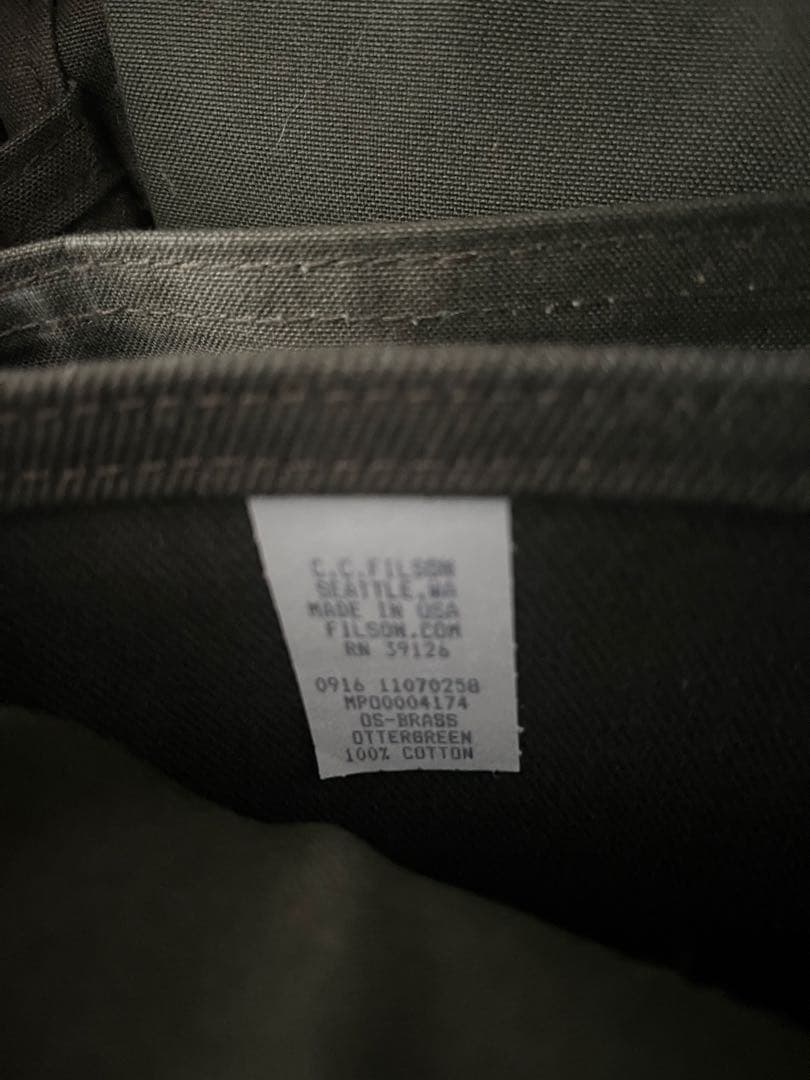 C.C.FILSON
SEATTLE,WA
MADE IN USA
FILSON.COM
RN 39126
0916 11070258
MP00004174
OS-BRASS
OTTERGREEN
100% COTTON